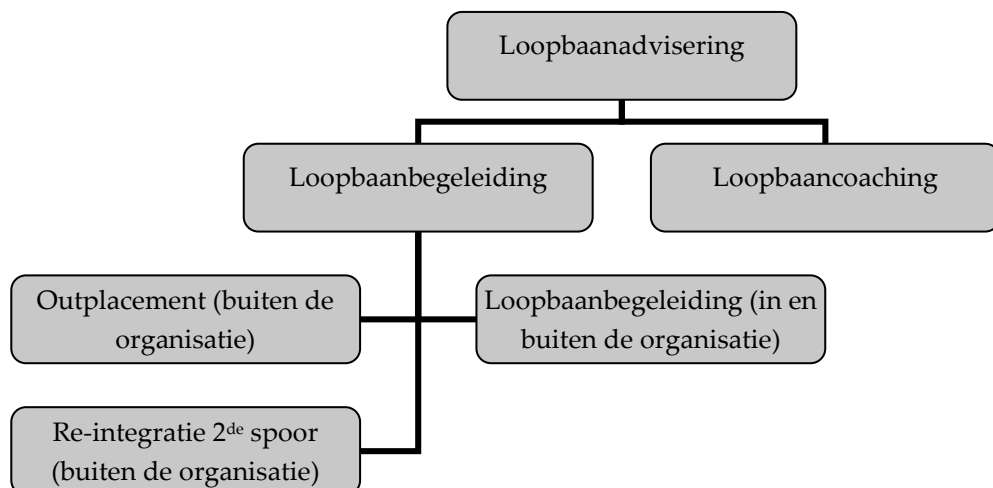 Loopbaanadvisering
Loopbaanbegeleiding
Loopbaancoaching
Outplacement (buiten de
organisatie)
Loopbaanbegeleiding (in en
buiten de organisatie)
Re-integratie 2de spoor
(buiten de organisatie)